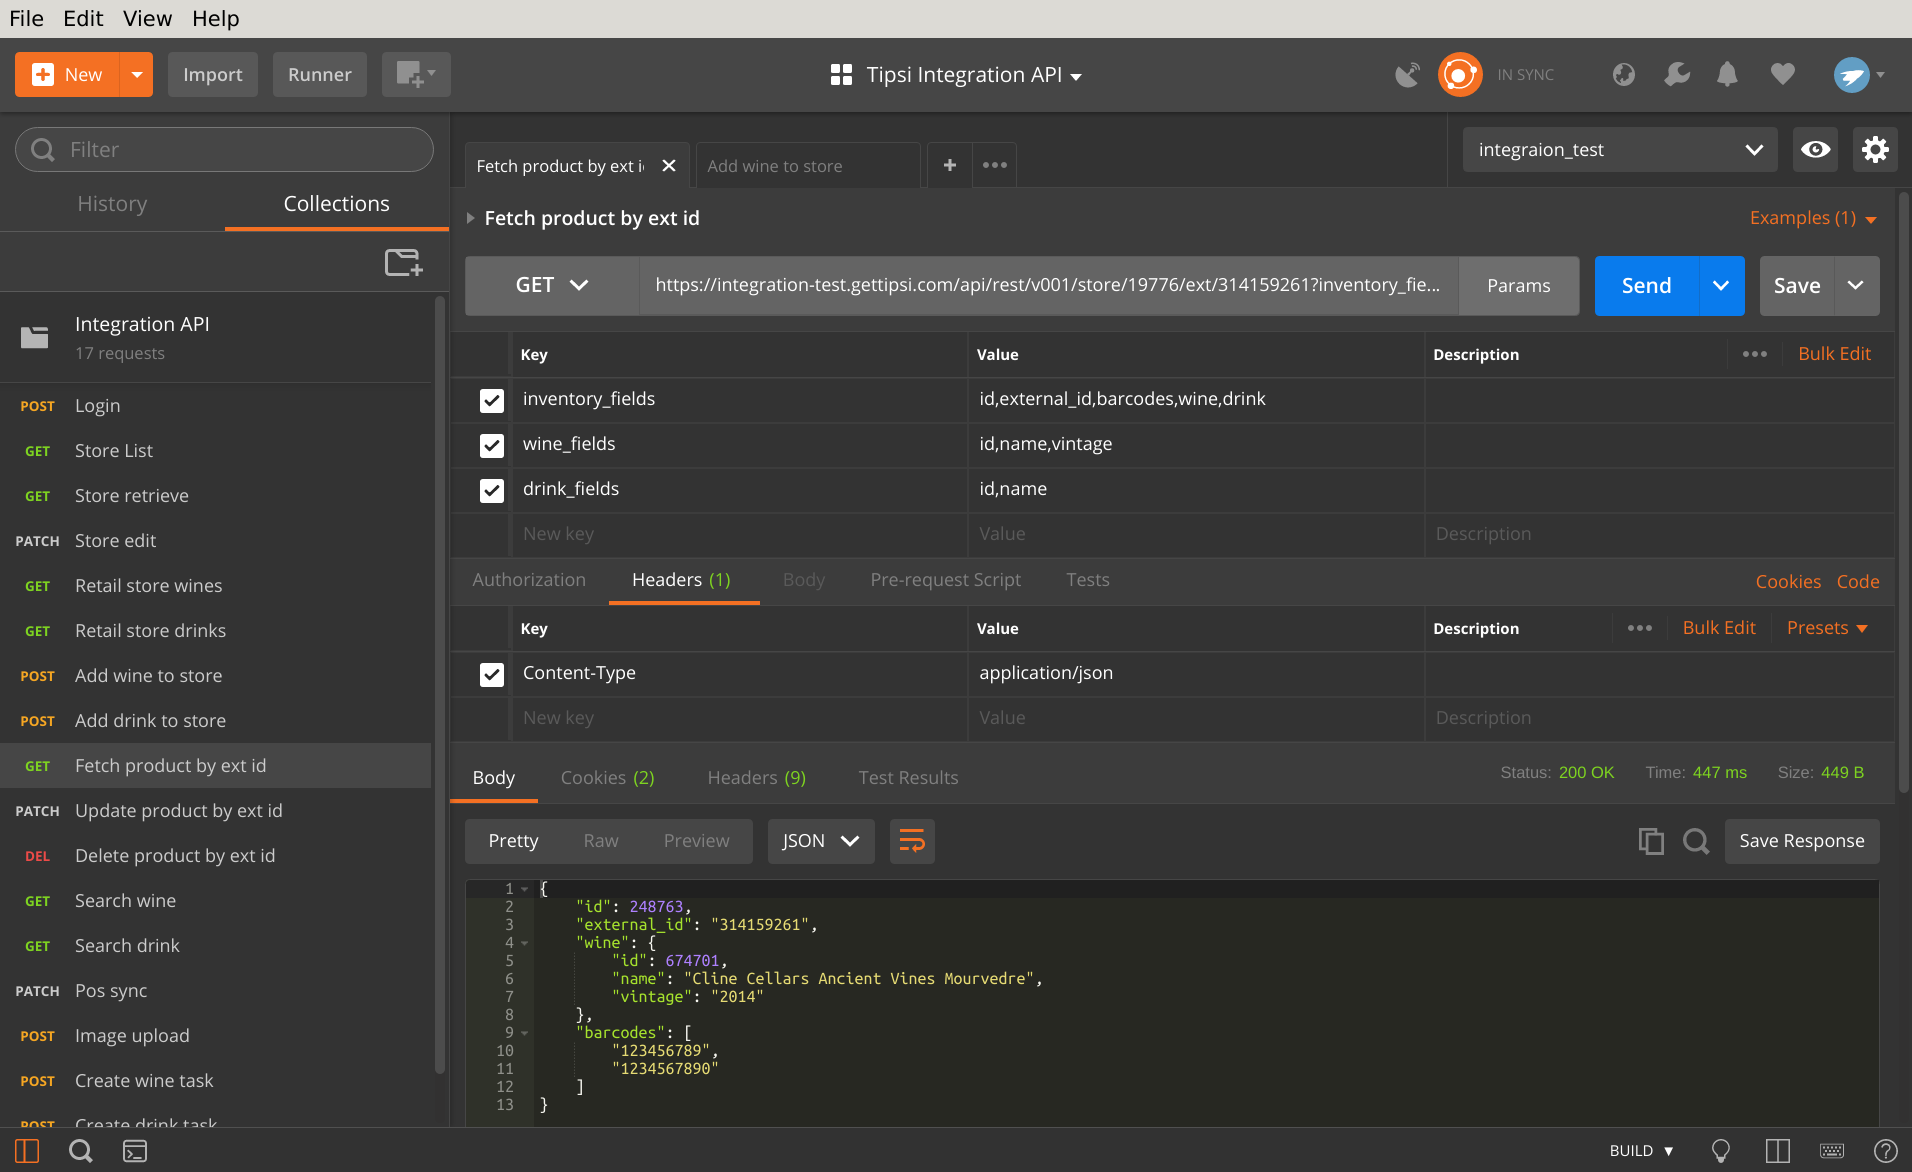 File Edit View Help
New Import Runner
Tipsi Integration API
IN SYNC
Filter
History Collections
Integration API
17 requests
POST Login
GET Store List
GET Store retrieve
PATCH Store edit
GET Retail store wines
GET Retail store drinks
POST Add wine to store
POST Add drink to store
GET Fetch product by ext id
PATCH Update product by ext id
DEL Delete product by ext id
GET Search wine
GET Search drink
PATCH Pos sync
POST Image upload
POST Create wine task
POST Create drink task
Fetch product by ext i Add wine to store
integraion_test
Fetch product by ext id
Examples (1)
GET https://integration-test.gettipsi.com/api/rest/v001/store/19776/ext/314159261?inventory_fie... Params Send Save
Key Value Description Bulk Edit
inventory_fields id,external_id,barcodes,wine,drink
wine_fields id,name,vintage
drink_fields id,name
New key Value Description
Authorization Headers (1) Body Pre-request Script Tests Cookies Code
Key Value Description Bulk Edit Presets
Content-Type application/json
New key Value Description
Body Cookies (2) Headers (9) Test Results Status: 200 OK Time: 447 ms Size: 449 B
Pretty Raw Preview JSON Save Response
1 {
2 "id": 248763,
3 "external_id": "314159261",
4 "wine": {
5 "id": 674701,
6 "name": "Cline Cellars Ancient Vines Mourvedre",
7 "vintage": "2014"
8 },
9 "barcodes": [
10 "123456789",
11 "1234567890"
12 ]
13 }
BUILD